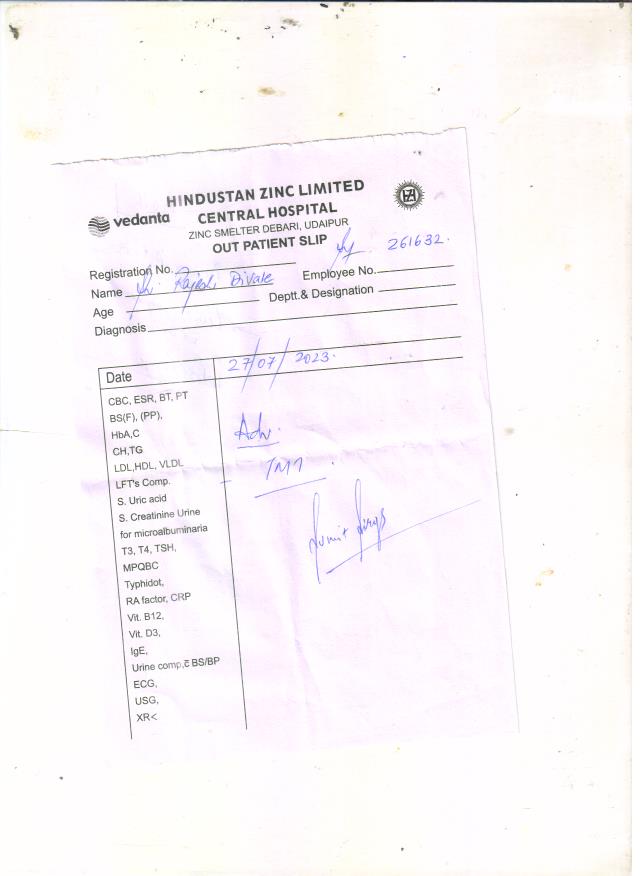 HINDUSTAN ZINC LIMITED
vedanta
CENTRAL HOSPITAL
ZINC SMELTER DEBARI, UDAIPUR
OUT PATIENT SLIP
261632.
Registration No.
Employee No.
Name Rajesh
Age
Deptt.& Designation
Diagnosis
Date 27/07/2023.
CBC, ESR, BT, PT
BS(F), (PP),
HbA,C
Adv.
CH,TG
LDL,HDL, VLDL
TMT
LFT's Comp.
S. Uric acid
S. Creatinine Urine
for microalbuminaria
T3, T4, TSH,
MPQBC
Typhidot,
RA factor, CRP
Vit. B12,
Vit. D3,
IgE,
Urine comp,c̄ BS/BP
ECG,
USG,
XR<